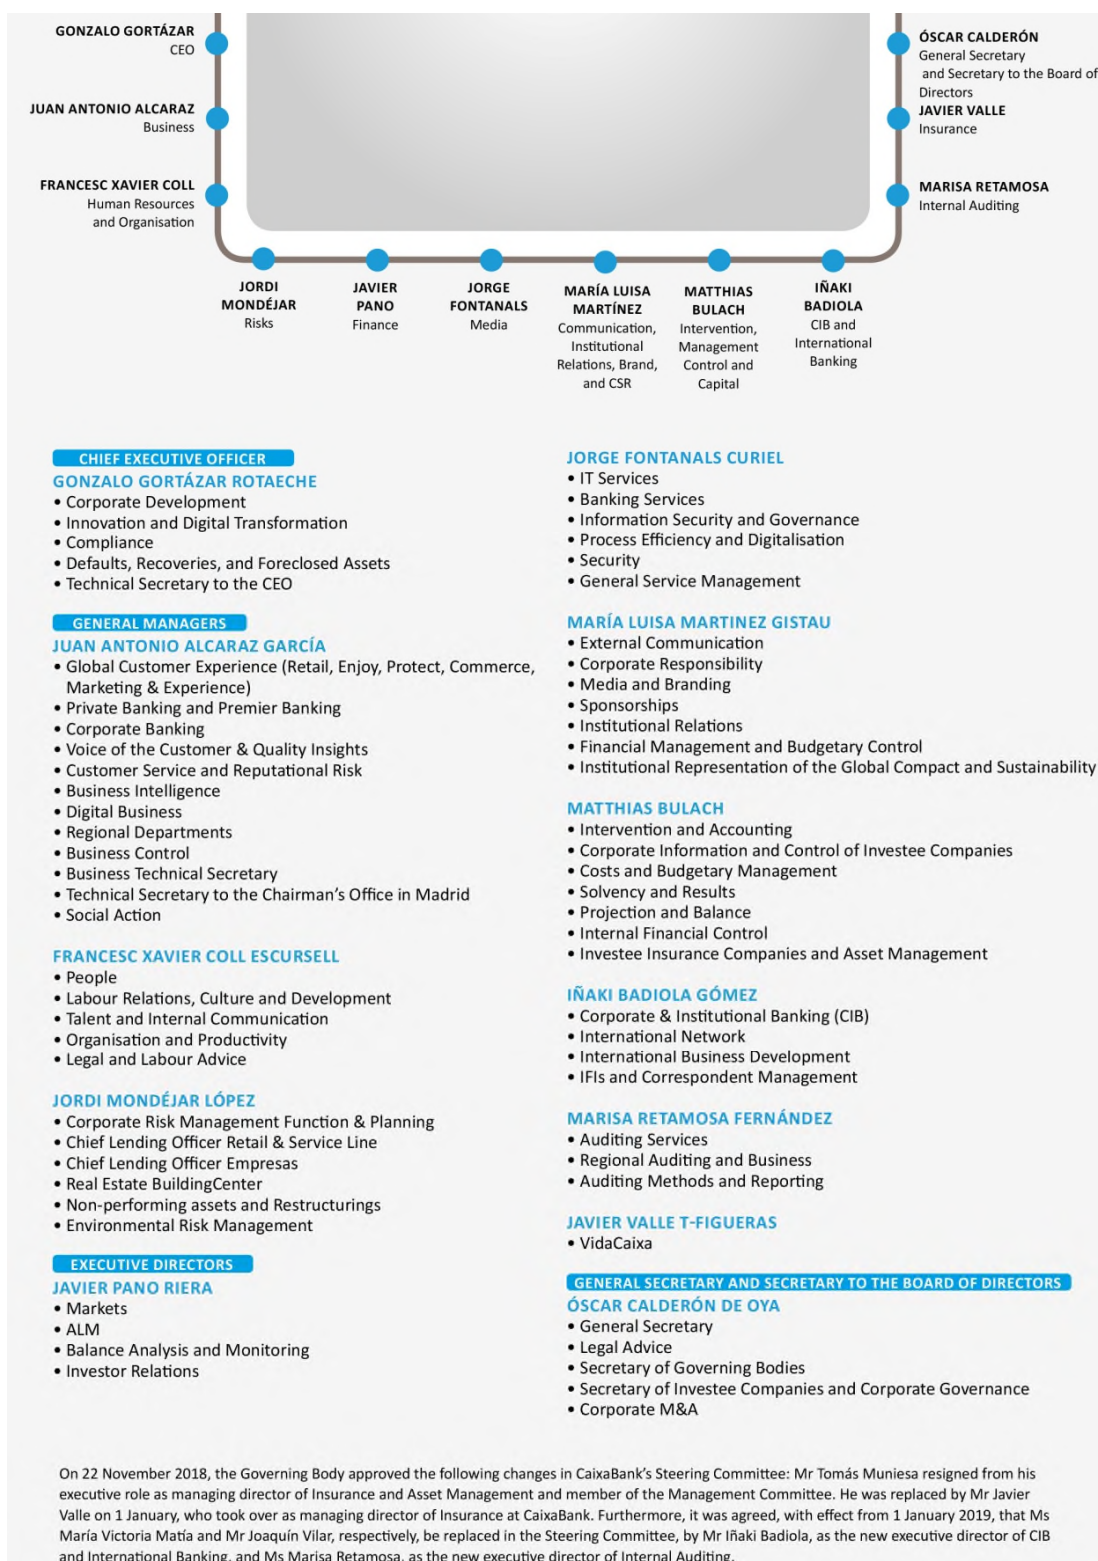 GONZALO GORTÁZAR
CEO
JUAN ANTONIO ALCARAZ
Business
FRANCESC XAVIER COLL
Human Resources
and Organisation
ÓSCAR CALDERÓN
General Secretary
and Secretary to the Board of
Directors
JAVIER VALLE
Insurance
MARISA RETAMOSA
Internal Auditing
JORDI
MONDÉJAR
Risks
JAVIER
PANO
Finance
JORGE
FONTANALS
Media
MARÍA LUISA
MARTÍNEZ
Communication,
Institutional
Relations, Brand,
and CSR
MATTHIAS
BULACH
Intervention,
Management
Control and
Capital
IÑAKI
BADIOLA
CIB and
International
Banking
CHIEF EXECUTIVE OFFICER
GONZALO GORTÁZAR ROTAECHE
• Corporate Development
• Innovation and Digital Transformation
• Compliance
• Defaults, Recoveries, and Foreclosed Assets
• Technical Secretary to the CEO
GENERAL MANAGERS
JUAN ANTONIO ALCARAZ GARCÍA
• Global Customer Experience (Retail, Enjoy, Protect, Commerce,
Marketing & Experience)
• Private Banking and Premier Banking
• Corporate Banking
• Voice of the Customer & Quality Insights
• Customer Service and Reputational Risk
• Business Intelligence
• Digital Business
• Regional Departments
• Business Control
• Business Technical Secretary
• Technical Secretary to the Chairman’s Office in Madrid
• Social Action
FRANCESC XAVIER COLL ESCURSELL
• People
• Labour Relations, Culture and Development
• Talent and Internal Communication
• Organisation and Productivity
• Legal and Labour Advice
JORDI MONDÉJAR LÓPEZ
• Corporate Risk Management Function & Planning
• Chief Lending Officer Retail & Service Line
• Chief Lending Officer Empresas
• Real Estate BuildingCenter
• Non-performing assets and Restructurings
• Environmental Risk Management
EXECUTIVE DIRECTORS
JAVIER PANO RIERA
• Markets
• ALM
• Balance Analysis and Monitoring
• Investor Relations
JORGE FONTANALS CURIEL
• IT Services
• Banking Services
• Information Security and Governance
• Process Efficiency and Digitalisation
• Security
• General Service Management
MARÍA LUISA MARTINEZ GISTAU
• External Communication
• Corporate Responsibility
• Media and Branding
• Sponsorships
• Institutional Relations
• Financial Management and Budgetary Control
• Institutional Representation of the Global Compact and Sustainability
MATTHIAS BULACH
• Intervention and Accounting
• Corporate Information and Control of Investee Companies
• Costs and Budgetary Management
• Solvency and Results
• Projection and Balance
• Internal Financial Control
• Investee Insurance Companies and Asset Management
IÑAKI BADIOLA GÓMEZ
• Corporate & Institutional Banking (CIB)
• International Network
• International Business Development
• IFIs and Correspondent Management
MARISA RETAMOSA FERNÁNDEZ
• Auditing Services
• Regional Auditing and Business
• Auditing Methods and Reporting
JAVIER VALLE T-FIGUERAS
• VidaCaixa
GENERAL SECRETARY AND SECRETARY TO THE BOARD OF DIRECTORS
ÓSCAR CALDERÓN DE OYA
• General Secretary
• Legal Advice
• Secretary of Governing Bodies
• Secretary of Investee Companies and Corporate Governance
• Corporate M&A
On 22 November 2018, the Governing Body approved the following changes in CaixaBank’s Steering Committee: Mr Tomás Muniesa resigned from his
executive role as managing director of Insurance and Asset Management and member of the Management Committee. He was replaced by Mr Javier
Valle on 1 January, who took over as managing director of Insurance at CaixaBank. Furthermore, it was agreed, with effect from 1 January 2019, that Ms
María Victoria Matía and Mr Joaquín Vilar, respectively, be replaced in the Steering Committee, by Mr Iñaki Badiola, as the new executive director of CIB
and International Banking, and Ms Marisa Retamosa, as the new executive director of Internal Auditing.